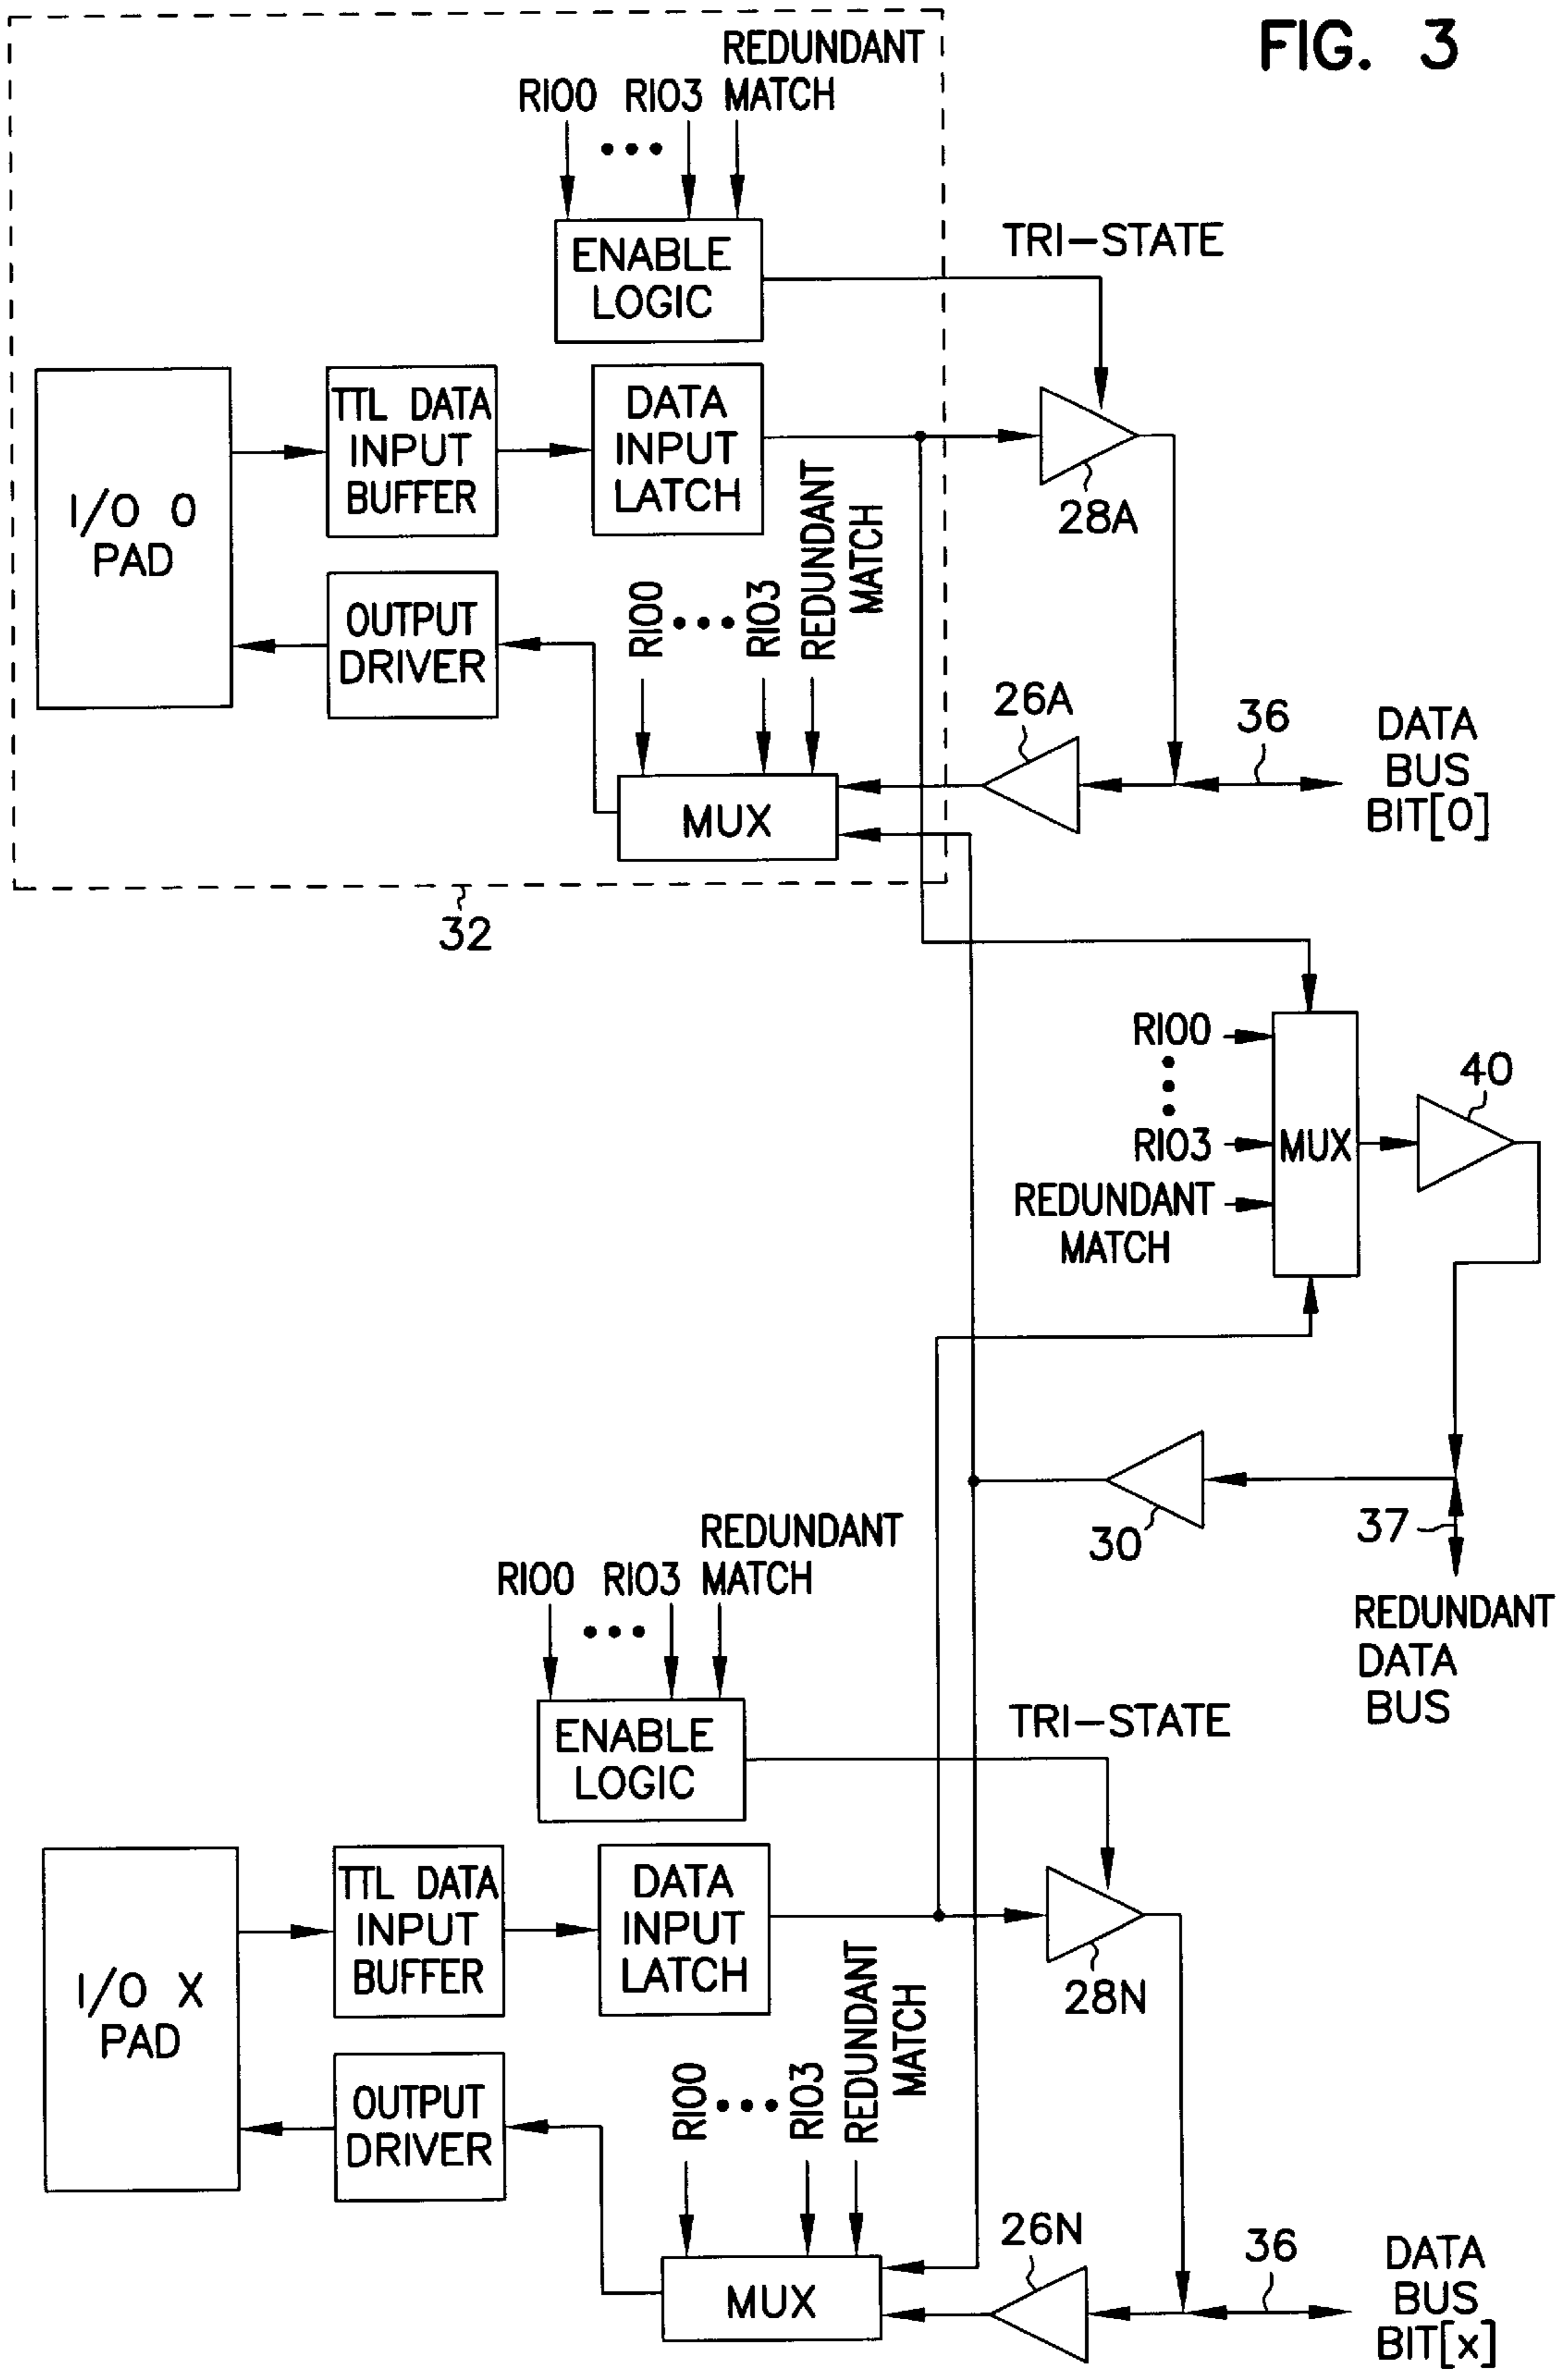 FIG. 3
REDUNDANT
RIO0 ••• RIO3 MATCH
ENABLE
LOGIC
TRI-STATE
I/O 0
PAD
TTL DATA
INPUT
BUFFER
DATA
INPUT
LATCH
28A
OUTPUT
DRIVER
RIO0 ••• RIO3
REDUNDANT
MATCH
MUX
26A
36
DATA
BUS
BIT[0]
32
RIO0
•••
RIO3
REDUNDANT
MATCH
MUX
40
30
37
REDUNDANT
DATA
BUS
REDUNDANT
RIO0 ••• RIO3 MATCH
ENABLE
LOGIC
TRI-STATE
I/O X
PAD
TTL DATA
INPUT
BUFFER
DATA
INPUT
LATCH
28N
OUTPUT
DRIVER
RIO0 ••• RIO3
REDUNDANT
MATCH
MUX
26N
36
DATA
BUS
BIT[x]